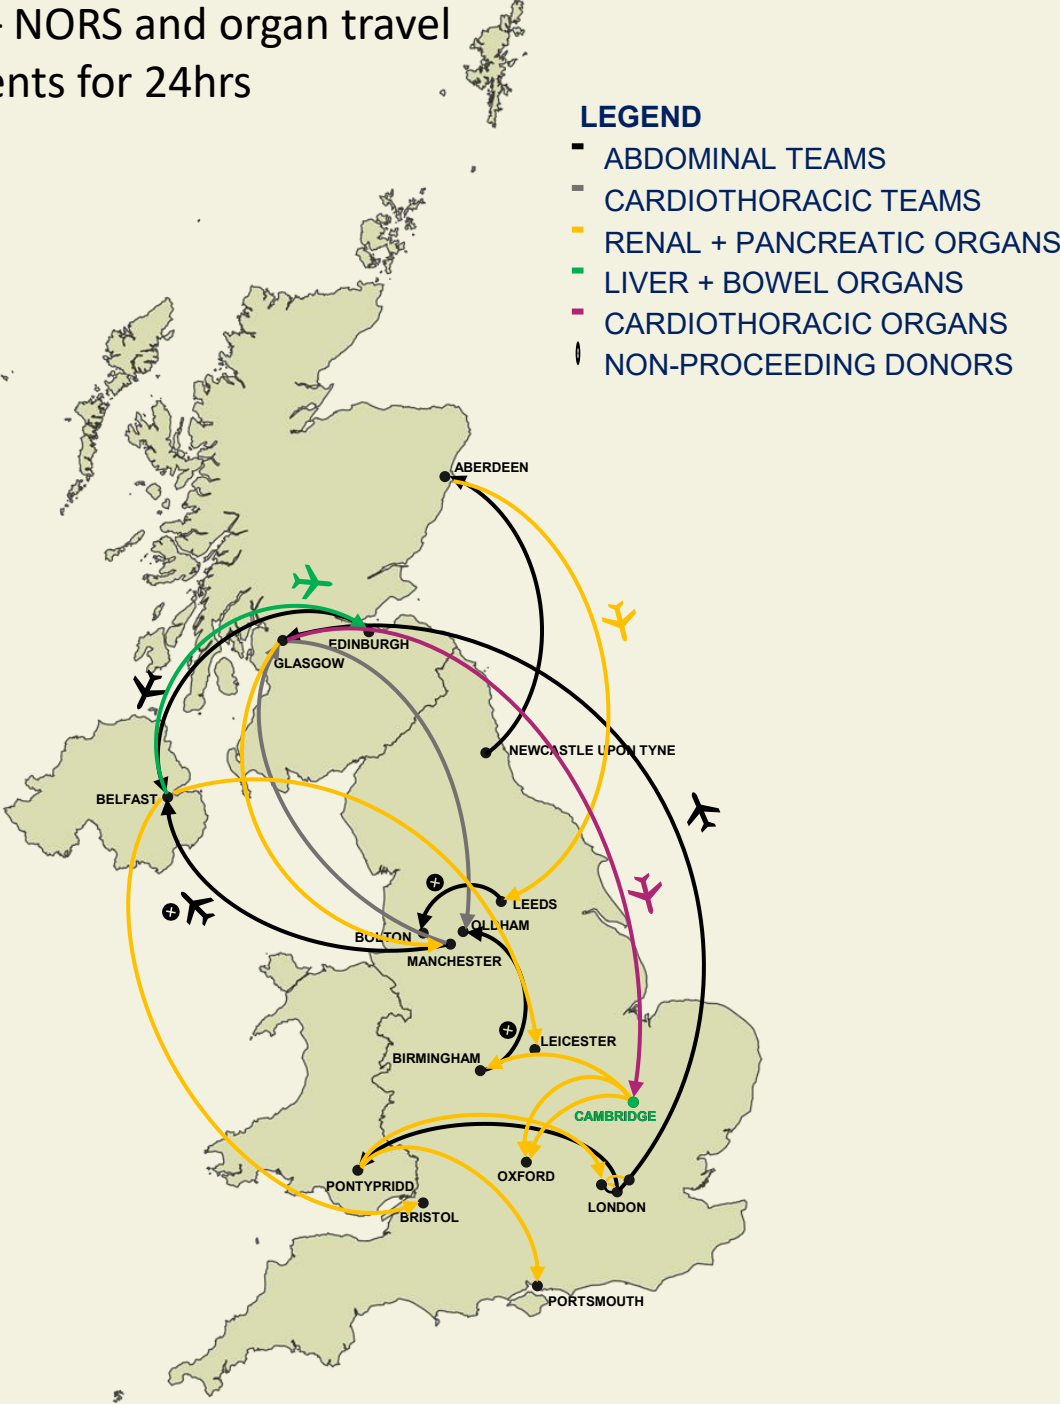 - NORS and organ travel
ents for 24hrs
LEGEND
ABDOMINAL TEAMS
CARDIOTHORACIC TEAMS
RENAL + PANCREATIC ORGANS
LIVER + BOWEL ORGANS
CARDIOTHORACIC ORGANS
NON-PROCEEDING DONORS
ABERDEEN
EDINBURGH
GLASGOW
NEWCASTLE UPON TYNE
BELFAST
LEEDS
OLDHAM
BOLTON
MANCHESTER
LEICESTER
BIRMINGHAM
CAMBRIDGE
OXFORD
PONTYPRIDD
LONDON
BRISTOL
PORTSMOUTH